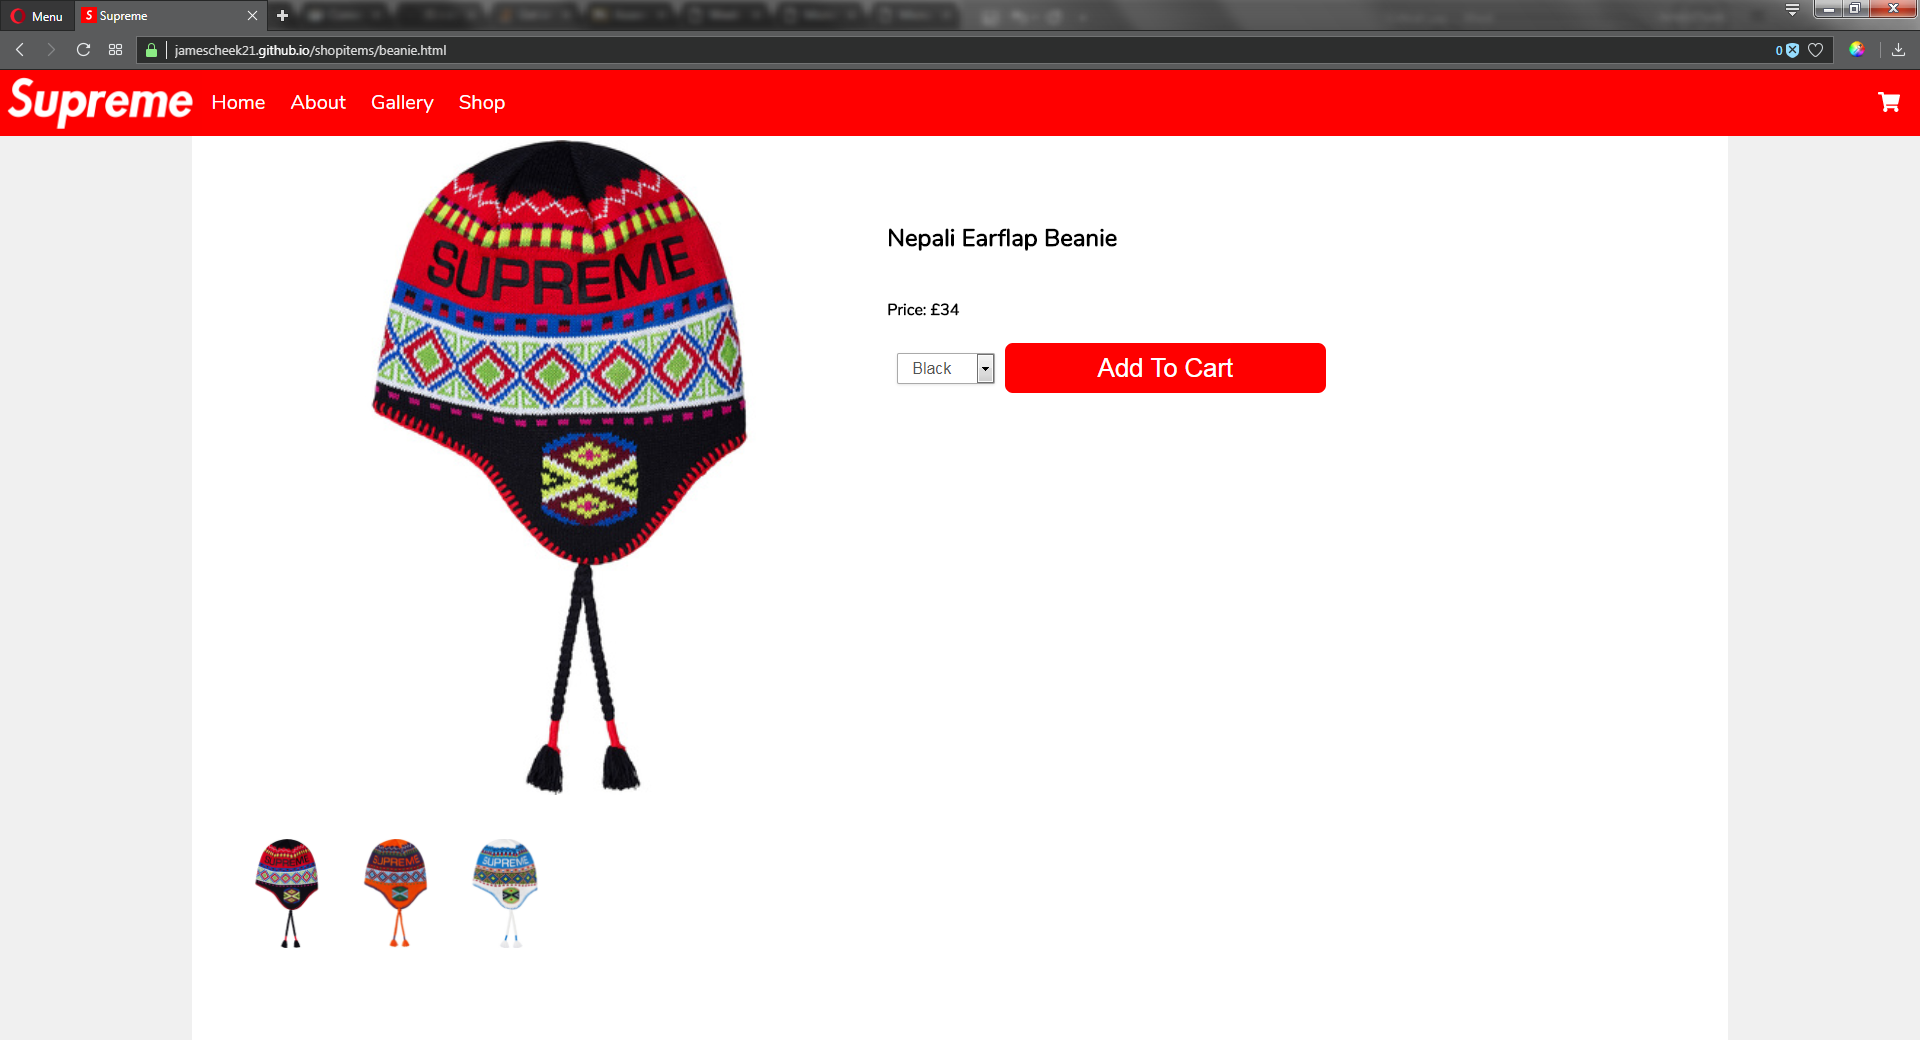 Menu
Supreme
jamescheek21.github.io/shopitems/beanie.html
0
Supreme
Home
About
Gallery
Shop
SUPREME
Nepali Earflap Beanie
Price: £34
Black
Add To Cart
SUPREME
SUPREME
SUPREME